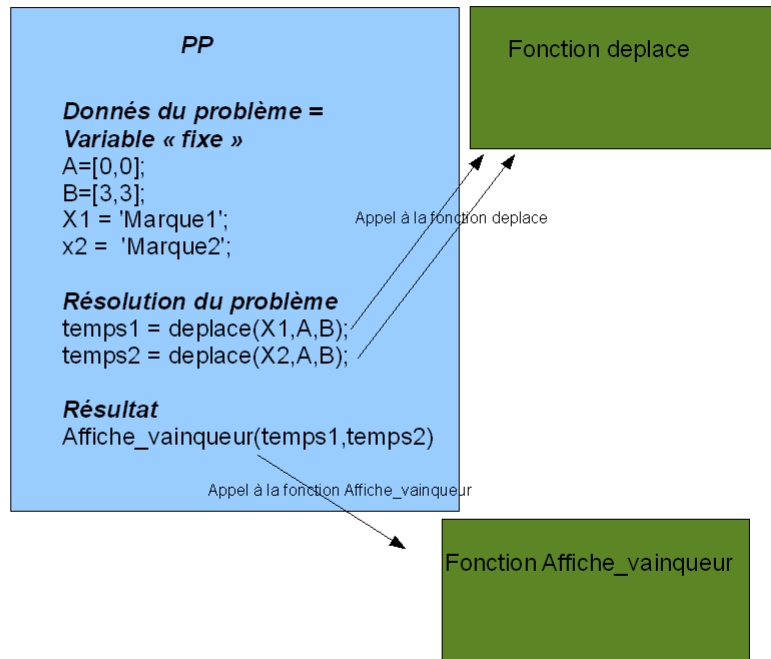 PP
Fonction deplace
Donnés du problème =
Variable « fixe »
A=[0,0];
B=[3,3];
X1 = 'Marque1';
x2 = 'Marque2';
Appel à la fonction deplace
Résolution du problème
temps1 = deplace(X1,A,B);
temps2 = deplace(X2,A,B);
Résultat
Affiche_vainqueur(temps1,temps2)
Appel à la fonction Affiche_vainqueur
Fonction Affiche_vainqueur